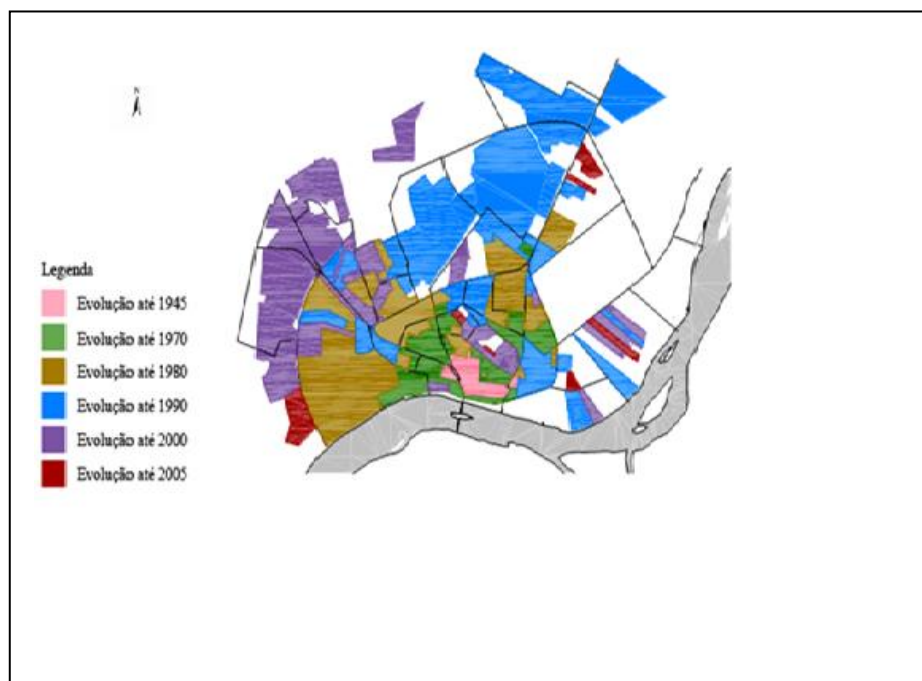 N
Legenda
Evolução até 1945
Evolução até 1970
Evolução até 1980
Evolução até 1990
Evolução até 2000
Evolução até 2005